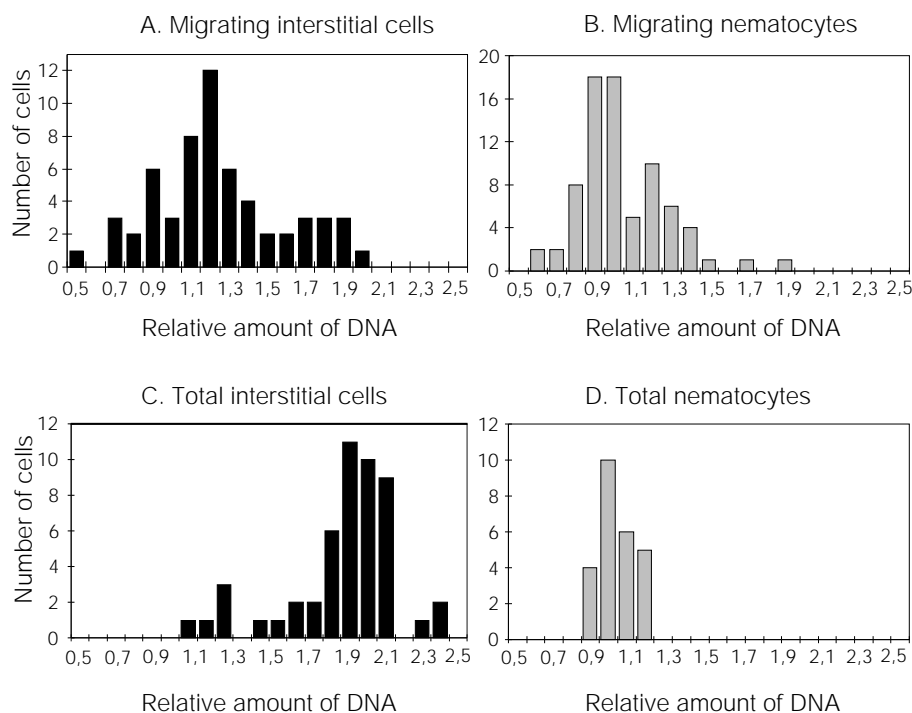 A. Migrating interstitial cells
Number of cells
12
10
8
6
4
2
0
0,5 0,7 0,9 1,1 1,3 1,5 1,7 1,9 2,1 2,3 2,5
Relative amount of DNA
B. Migrating nematocytes
20
16
12
8
4
0
0,5 0,7 0,9 1,1 1,3 1,5 1,7 1,9 2,1 2,3 2,5
Relative amount of DNA
C. Total interstitial cells
Number of cells
12
10
8
6
4
2
0
0,5 0,7 0,9 1,1 1,3 1,5 1,7 1,9 2,1 2,3 2,5
Relative amount of DNA
D. Total nematocytes
12
10
8
6
4
2
0
0,5 0,7 0,9 1,1 1,3 1,5 1,7 1,9 2,1 2,3 2,5
Relative amount of DNA